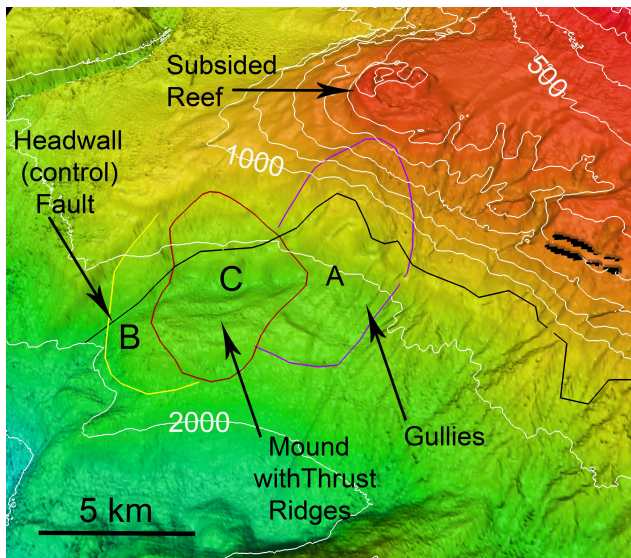 Subsided
Reef
500
Headwall
(control)
Fault
1000
C
A
B
2000
Gullies
Mound
withThrust
Ridges
5 km